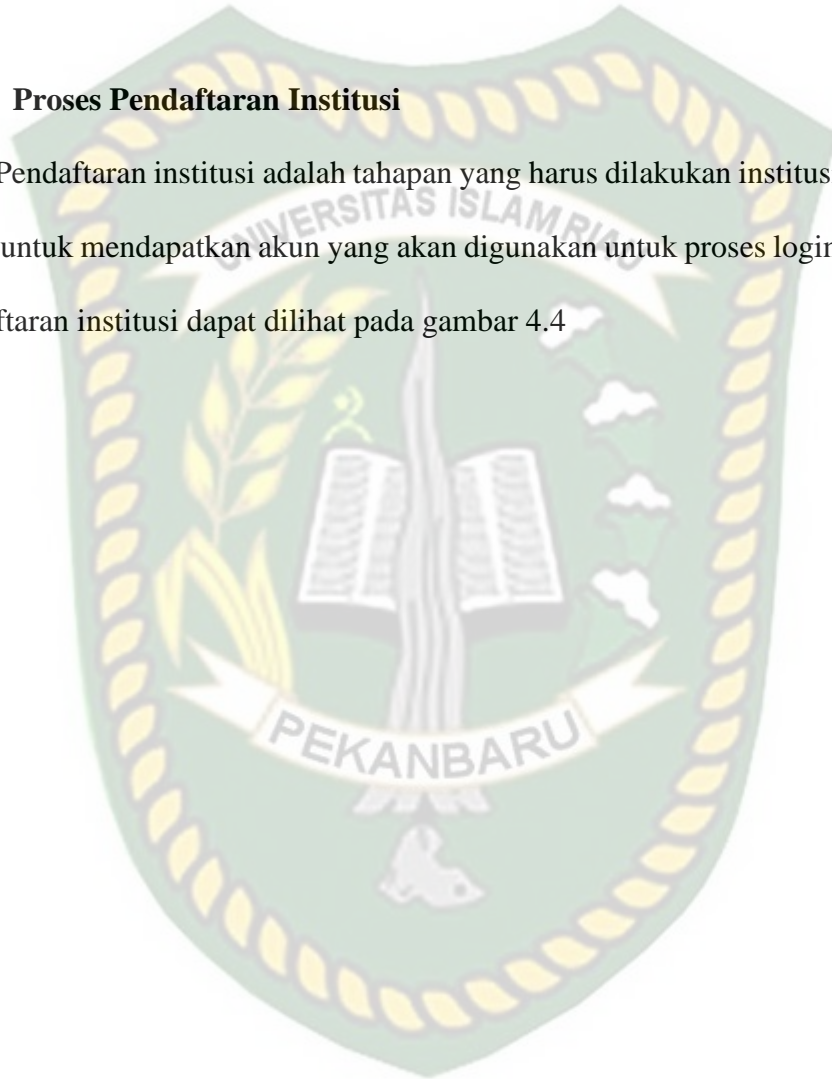 Proses Pendaftaran Institusi
Pendaftaran institusi adalah tahapan yang harus dilakukan institus
UNIVERSITAS ISLAM RIAU
untuk mendapatkan akun yang akan digunakan untuk proses login
ftaran institusi dapat dilihat pada gambar 4.4
PEKANBARU